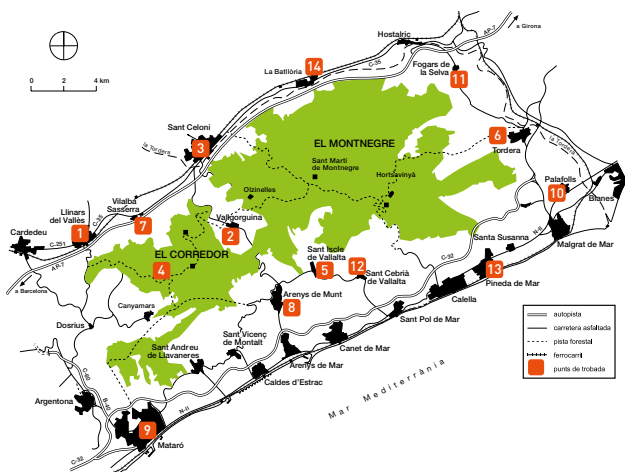 a Girona
AP-7
Hostalric
C-35
14
La Batllòria
Fogars de
la Selva
11
0 2 4 km
la Tordera
Sant Celoni
3
EL MONTNEGRE
6
Tordera
la Tordera
Sant Martí
de Montnegre
Hortsavinyà
Olzinelles
Palafolls
10
Blanes
Vilalba
Sasserra
Llinars
del Vallès
1
C-35
7
Cardedeu
C-251
AP-7
a Barcelona
Vallgorguina
2
N-II
Malgrat de Mar
Santa Susanna
EL CORREDOR
4
Sant Iscle
de Vallalta
5
12
Sant Cebrià
de Vallalta
C-32
13
Pineda de Mar
Calella
Arenys de Munt
8
Canyamars
Dosrius
Sant Pol de Mar
Sant Vicenç
de Montalt
Sant Andreu
de Llavaneres
Canet de Mar
Arenys de Mar
Caldes d'Estrac
Mar Mediterrània
C-60
B-40
Argentona
N-II
9
Mataró
C-32
autopista
carretera asfaltada
pista forestal
ferrocarril
punts de trobada